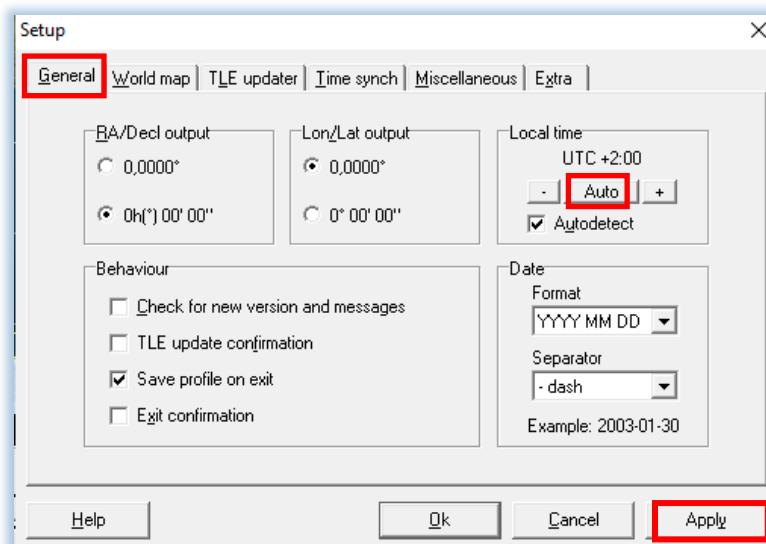 Setup
General World map TLE updater Time synch Miscellaneous Extra
RA/Decl output
0,0000°
0h(°) 00' 00''
Lon/Lat output
0,0000°
0° 00' 00''
Local time
UTC +2:00
- Auto +
Autodetect
Behaviour
Check for new version and messages
TLE update confirmation
Save profile on exit
Exit confirmation
Date
Format
YYYY MM DD
Separator
- dash
Example: 2003-01-30
Help Ok Cancel Apply